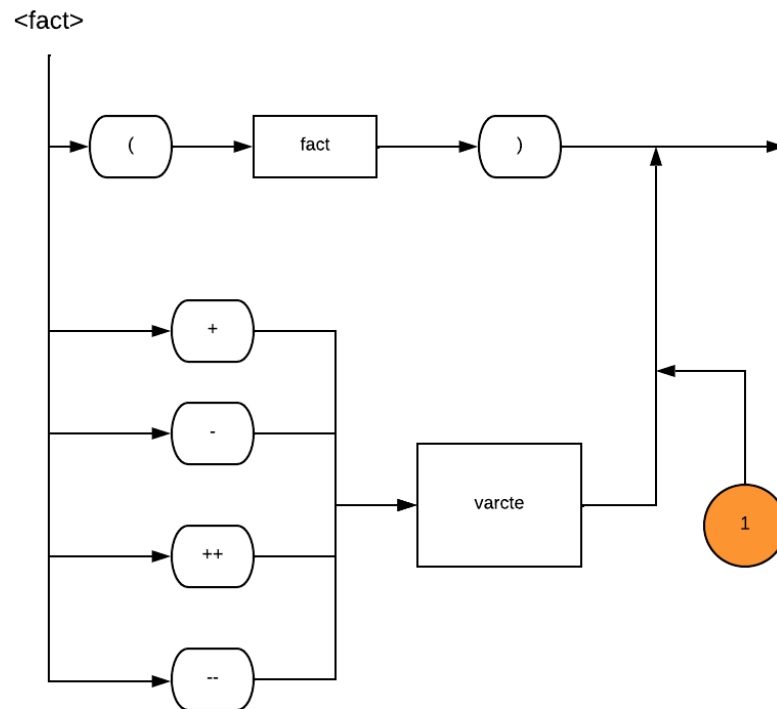 <fact>
(
fact
)
+
-
varcte
1
++
--